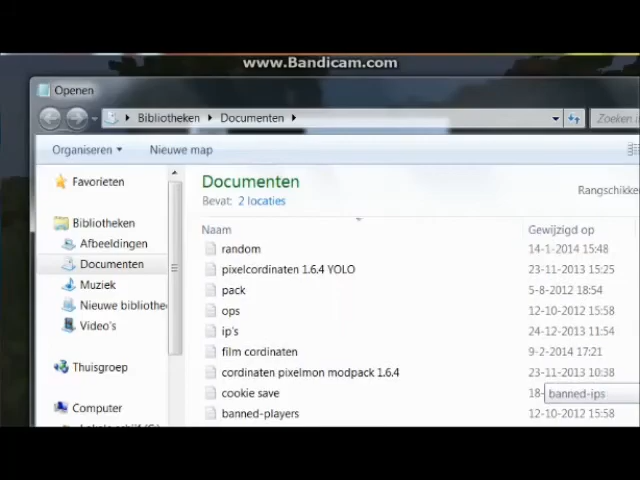 www.Bandicam.com
Openen
Bibliotheken Documenten
Zoeken
Organiseren Nieuwe map
Favorieten
Bibliotheken
Afbeeldingen
Documenten
Muziek
Nieuwe bibliothe
Video's
Thuisgroep
Computer
Documenten
Bevat: 2 locaties
Rangschikke
Naam Gewijzigd op
random 14-1-2014 15:48
pixelcordinaten 1.6.4 YOLO 23-11-2013 15:25
pack 5-8-2012 18:54
ops 12-10-2012 15:58
ip's 24-12-2013 11:54
film cordinaten 9-2-2014 17:21
cordinaten pixelmon modpack 1.6.4 23-11-2013 10:38
cookie save 18- banned-ips
banned-players 12-10-2012 15:58